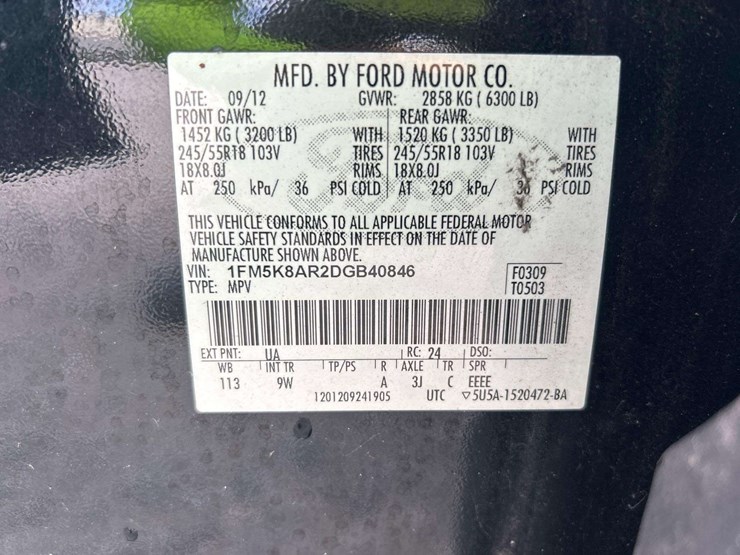 MFD. BY FORD MOTOR CO.
DATE: 09/12 GVWR: 2858 KG ( 6300 LB)
FRONT GAWR: REAR GAWR:
1452 KG ( 3200 LB) WITH 1520 KG ( 3350 LB) WITH
245/55R18 103V TIRES 245/55R18 103V TIRES
18X8.0J RIMS 18X8.0J RIMS
AT 250 kPa/ 36 PSI COLD AT 250 kPa/ 36 PSI COLD
THIS VEHICLE CONFORMS TO ALL APPLICABLE FEDERAL MOTOR
VEHICLE SAFETY STANDARDS IN EFFECT ON THE DATE OF
MANUFACTURE SHOWN ABOVE.
VIN: 1FM5K8AR2DGB40846 F0309
TYPE: MPV T0503
EXT PNT: UA RC: 24 DSO:
WB INT TR TP/PS R AXLE TR SPR
113 9W A 3J C EEEE
1201209241905 UTC ▽5U5A-1520472-BA